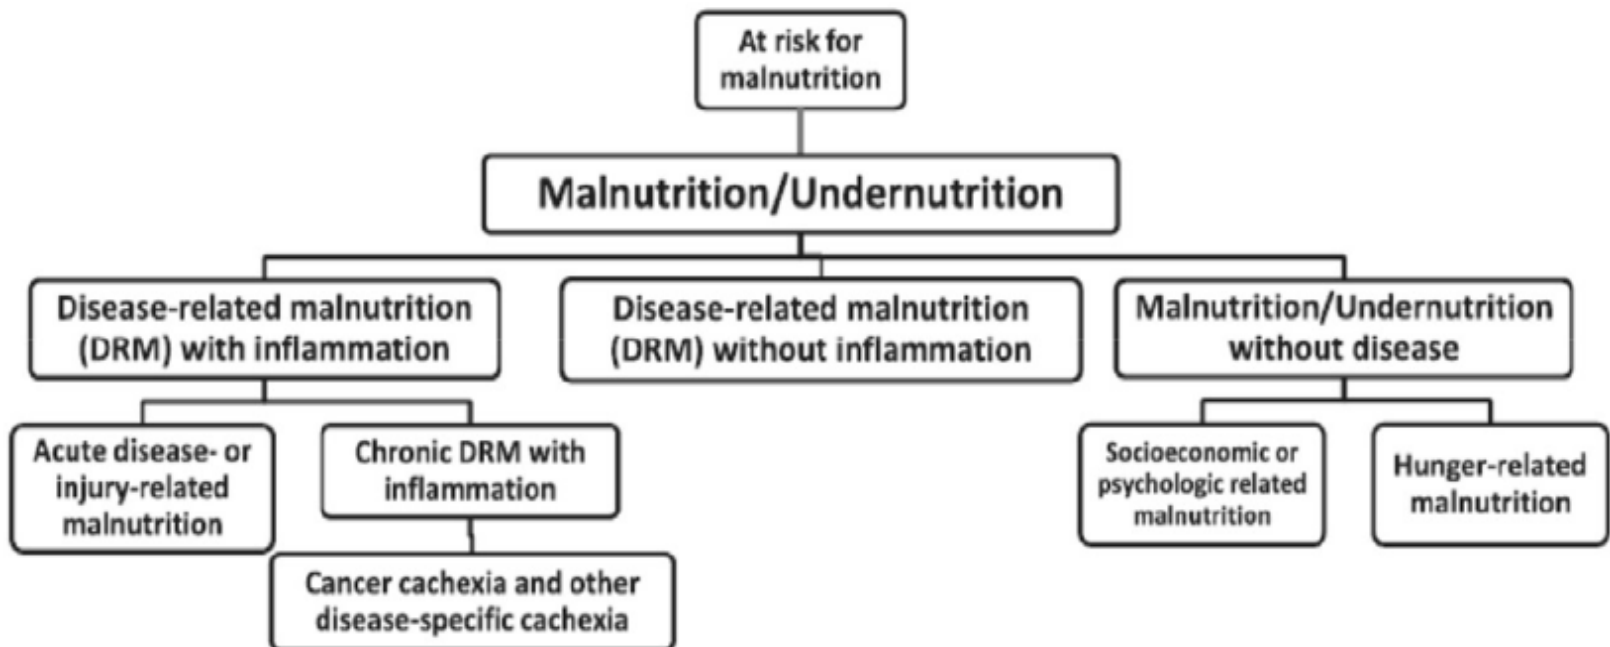 At risk for
malnutrition
Malnutrition/Undernutrition
Disease-related malnutrition
(DRM) with inflammation
Disease-related malnutrition
(DRM) without inflammation
Malnutrition/Undernutrition
without disease
Acute disease- or
injury-related
malnutrition
Chronic DRM with
inflammation
Socioeconomic or
psychologic related
malnutrition
Hunger-related
malnutrition
Cancer cachexia and other
disease-specific cachexia